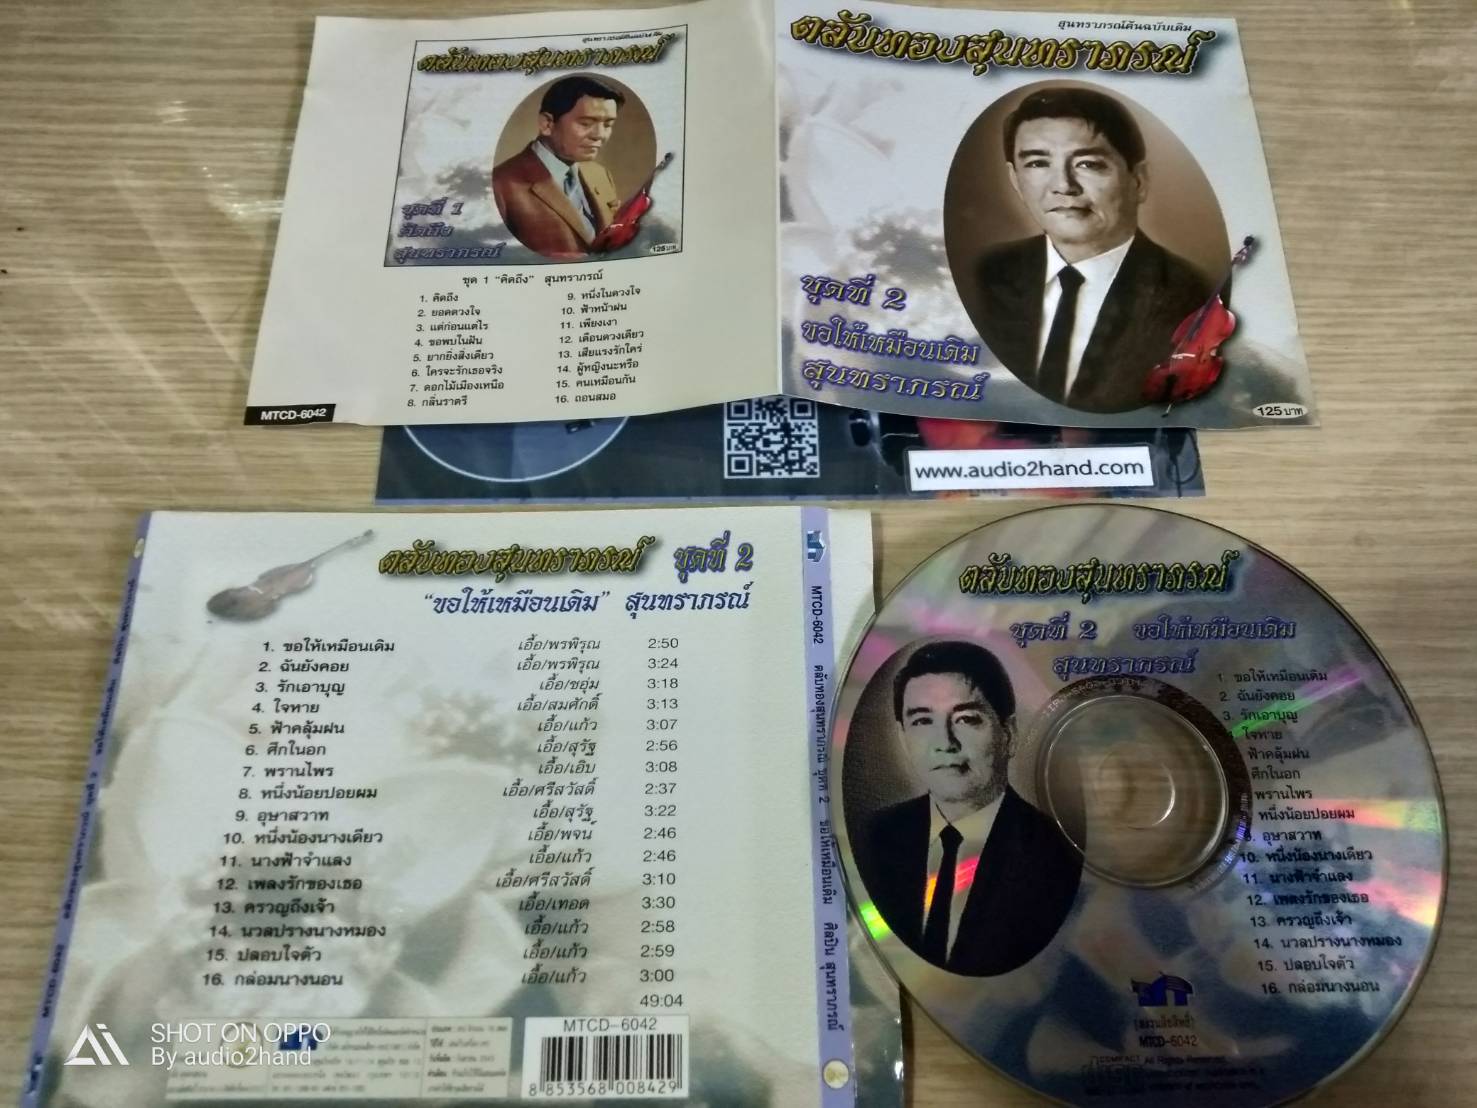 สุนทราภรณ์ต้นฉบับเดิม
ตลับทองสุนทราภรณ์
ชุดที่ 1
คิดถึง
สุนทราภรณ์
125 บาท
ชุด 1 "คิดถึง" สุนทราภรณ์
1. คิดถึง
2. ยอดดวงใจ
3. แต่ก่อนแต่ไร
4. ขอพบในฝัน
5. ยากยิ่งสิ่งเดียว
6. ใครจะรักเธอจริง
7. ดอกไม้เมืองเหนือ
8. กลิ่นราตรี
9. หนึ่งในดวงใจ
10. ฟ้าหน้าฝน
11. เพียงเงา
12. เดือนดวงเดียว
13. เสียแรงรักใคร่
14. ผู้หญิงนะหรือ
15. คนเหมือนกัน
16. ถอนสมอ
MTCD-6042
สุนทราภรณ์ต้นฉบับเดิม
ตลับทองสุนทราภรณ์
ชุดที่ 2
ขอให้เหมือนเดิม
สุนทราภรณ์
125 บาท
www.audio2hand.com
ตลับทองสุนทราภรณ์ ชุดที่ 2
"ขอให้เหมือนเดิม" สุนทราภรณ์
1. ขอให้เหมือนเดิม เอื้อ/พรพิรุณ 2:50
2. ฉันยังคอย เอื้อ/พรพิรุณ 3:24
3. รักเอาบุญ เอื้อ/ชอุ่ม 3:18
4. ใจหาย เอื้อ/สมศักดิ์ 3:13
5. ฟ้าคลุ้มฝน เอื้อ/แก้ว 3:07
6. ศึกในอก เอื้อ/สุรัฐ 2:56
7. พรานไพร เอื้อ/เอิบ 3:08
8. หนึ่งน้อยปอยผม เอื้อ/ศรีสวัสดิ์ 2:37
9. อุษาสวาท เอื้อ/สุรัฐ 3:22
10. หนึ่งน้องนางเดียว เอื้อ/พจน์ 2:46
11. นางฟ้าจำแลง เอื้อ/แก้ว 2:46
12. เพลงรักของเธอ เอื้อ/ศรีสวัสดิ์ 3:10
13. ครวญถึงเจ้า เอื้อ/เทอด 3:30
14. นวลปรางนางหมอง เอื้อ/แก้ว 2:58
15. ปลอบใจตัว เอื้อ/แก้ว 2:59
16. กล่อมนางนอน เอื้อ/แก้ว 3:00
49:04
MTCD-6042
8 853568 008429
MTCD-6042 ตลับทองสุนทราภรณ์ ชุดที่ 2 ขอให้เหมือนเดิม ศิลปิน สุนทราภรณ์
MTCD-6042
ตลับทองสุนทราภรณ์
ชุดที่ 2 ขอให้เหมือนเดิม
สุนทราภรณ์
1. ขอให้เหมือนเดิม
2. ฉันยังคอย
3. รักเอาบุญ
ใจหาย
ฟ้าคลุ้มฝน
ศึกในอก
พรานไพร
หนึ่งน้อยปอยผม
9. อุษาสวาท
10. หนึ่งน้องนางเดียว
11. นางฟ้าจำแลง
12. เพลงรักของเธอ
13. ครวญถึงเจ้า
14. นวลปรางนางหมอง
15. ปลอบใจตัว
16. กล่อมนางนอน
(สงวนลิขสิทธิ์)
MTCD-6042
COMPACT All Rights Reserved.
SHOT ON OPPO
By audio2hand